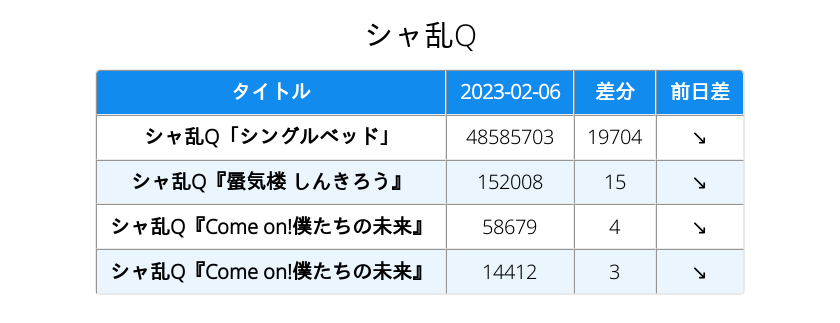 シャ乱Q
タイトル 2023-02-06 差分 前日差
シャ乱Q「シングルベッド」 48585703 19704 ↘
シャ乱Q『蜃気楼 しんきろう』 152008 15 ↘
シャ乱Q『Come on!僕たちの未来』 58679 4 ↘
シャ乱Q『Come on!僕たちの未来』 14412 3 ↘